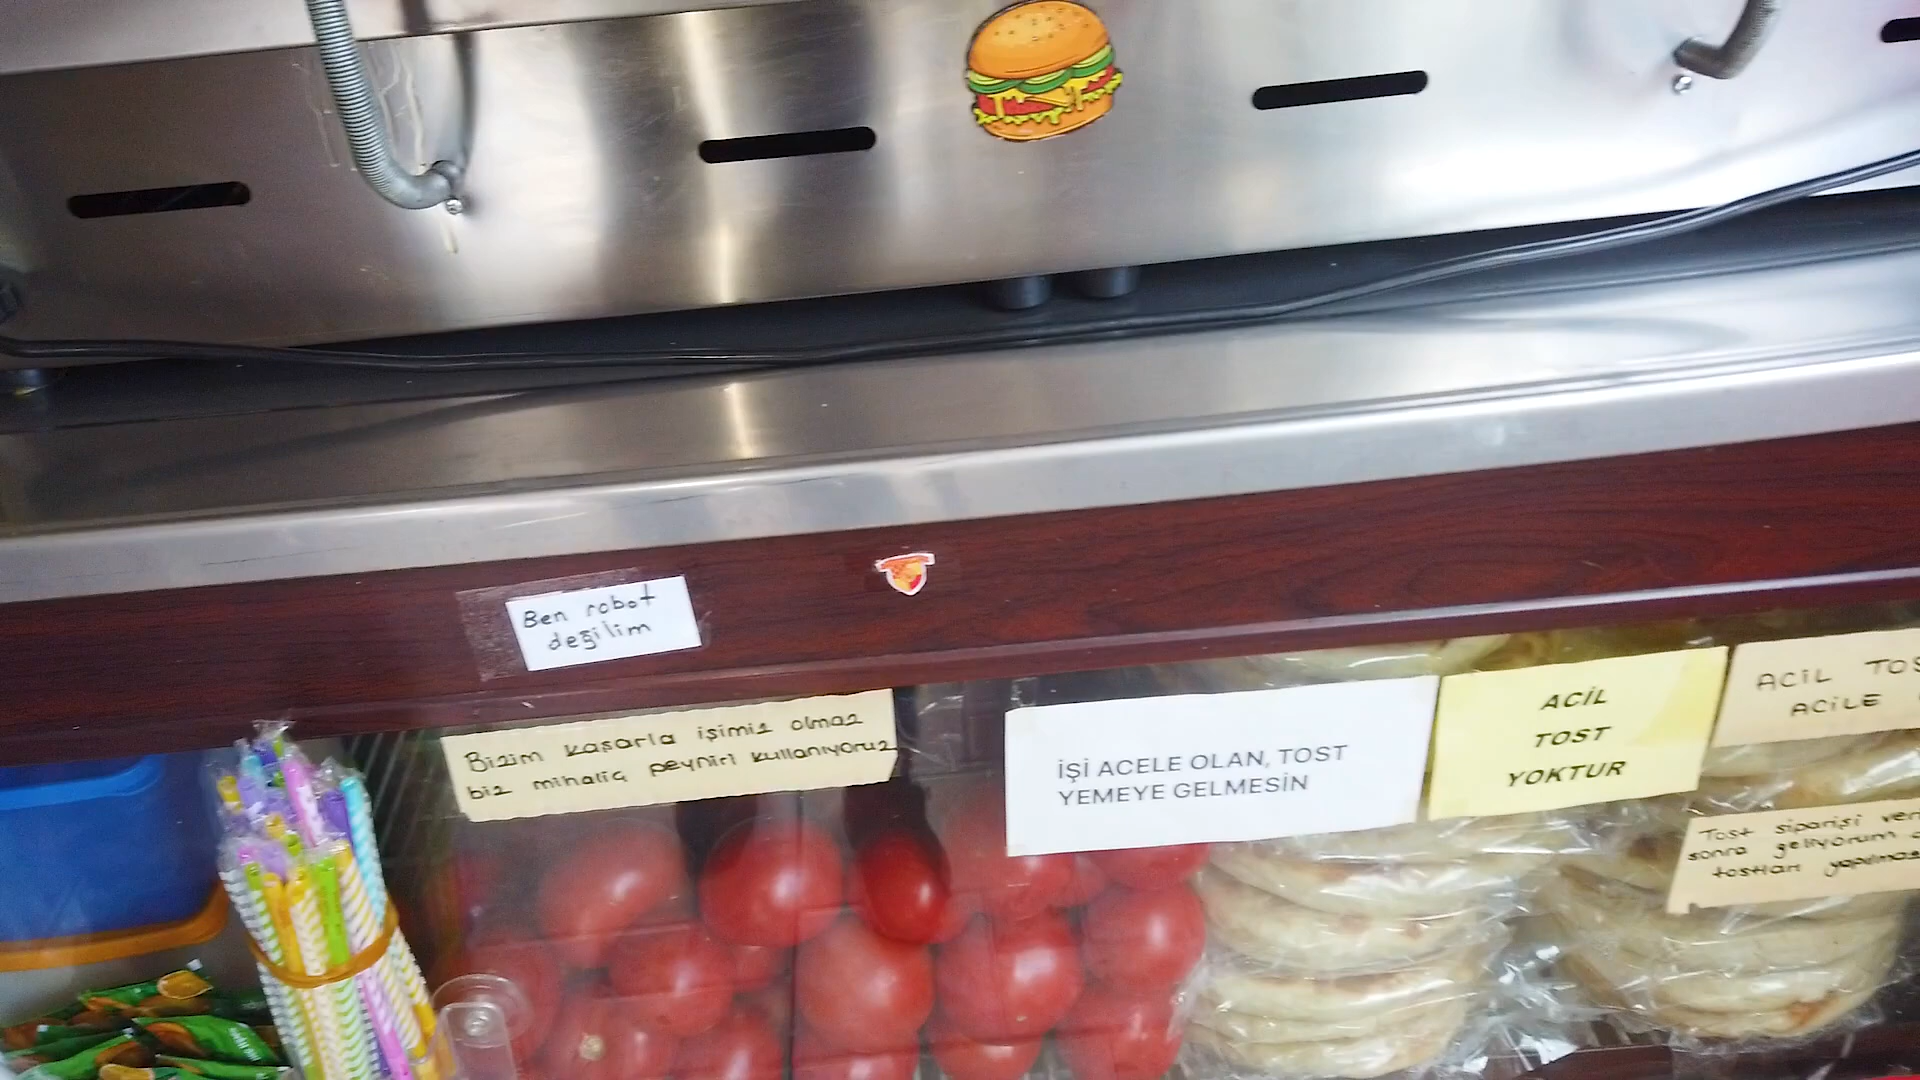 Ben robot
değilim
Bizim kaşarla işimiz olmaz
biz mihaliç peyniri kullanıyoruz
İŞİ ACELE OLAN, TOST
YEMEYE GELMESİN
ACİL
TOST
YOKTUR
ACİL
ACİLE
Tost siparişi
sonra geliyorum
tostları